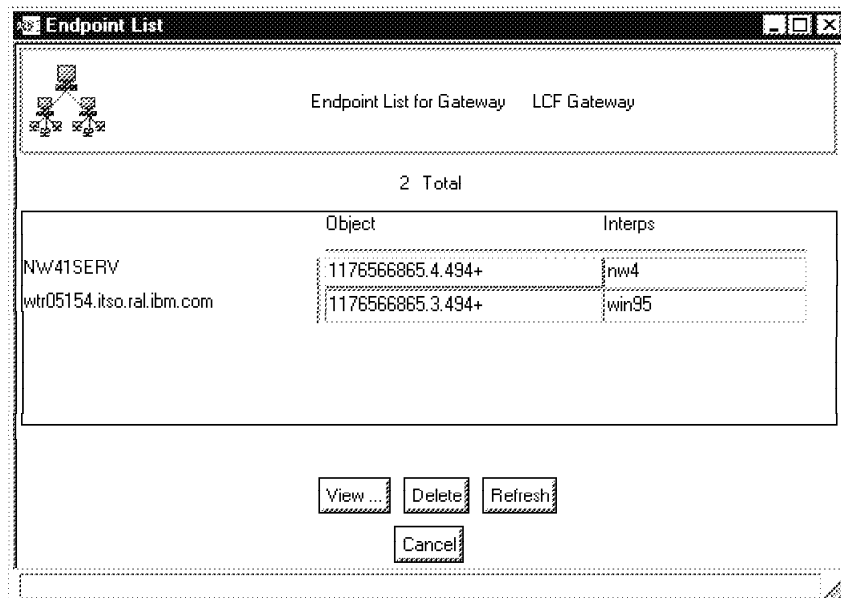 Endpoint List
Endpoint List for Gateway LCF Gateway
2 Total
Object Interps
NW41SERV 1176566865.4.494+ nw4
wtr05154.itso.ral.ibm.com 1176566865.3.494+ win95
View ... Delete Refresh
Cancel